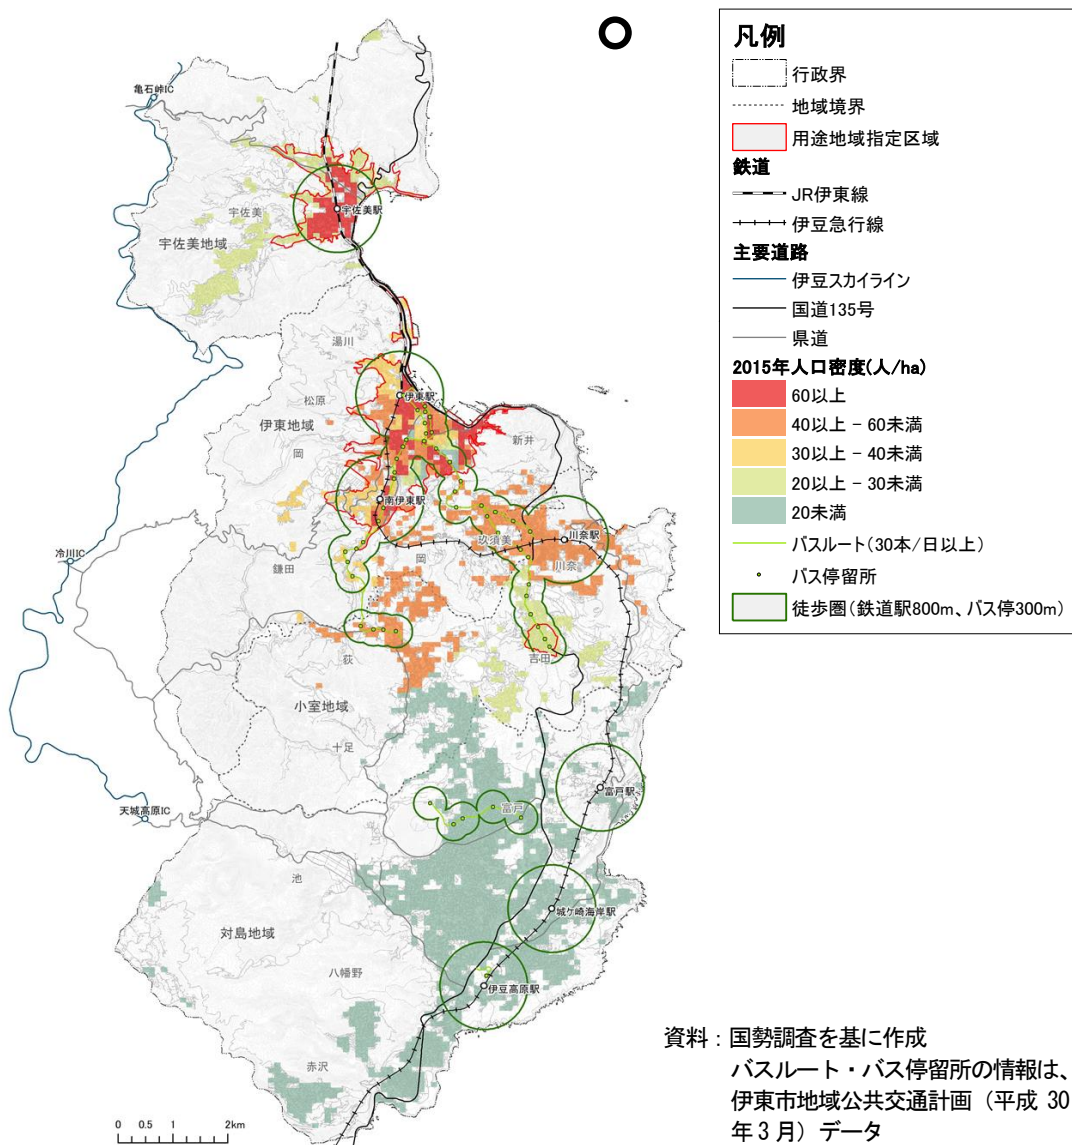 凡例
行政界
地域境界
用途地域指定区域
鉄道
JR伊東線
伊豆急行線
主要道路
伊豆スカイライン
国道135号
県道
2015年人口密度(人/ha)
60以上
40以上 − 60未満
30以上 − 40未満
20以上 − 30未満
20未満
バスルート(30本/日以上)
バス停留所
徒歩圏(鉄道駅800m、バス停300m)
亀石峠IC
宇佐美駅
宇佐美
宇佐美地域
湯川
伊東駅
松原
伊東地域
新井
岡
南伊東駅
玖須美
川奈駅
冷川IC
岡
川奈
鎌田
荻
吉田
小室地域
十足
富戸駅
天城高原IC
富戸
池
城ケ崎海岸駅
対島地域
八幡野
伊豆高原駅
赤沢
0 0.5 1 2km
資料：国勢調査を基に作成
バスルート・バス停留所の情報は、
伊東市地域公共交通計画（平成 30
年 3 月）データ